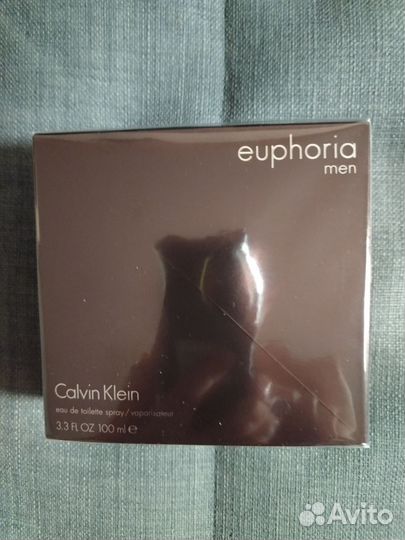 euphoria
men
Calvin Klein
eau de toilette spray / vaporisateur
3.3 FL OZ 100 ml ℮
Avito